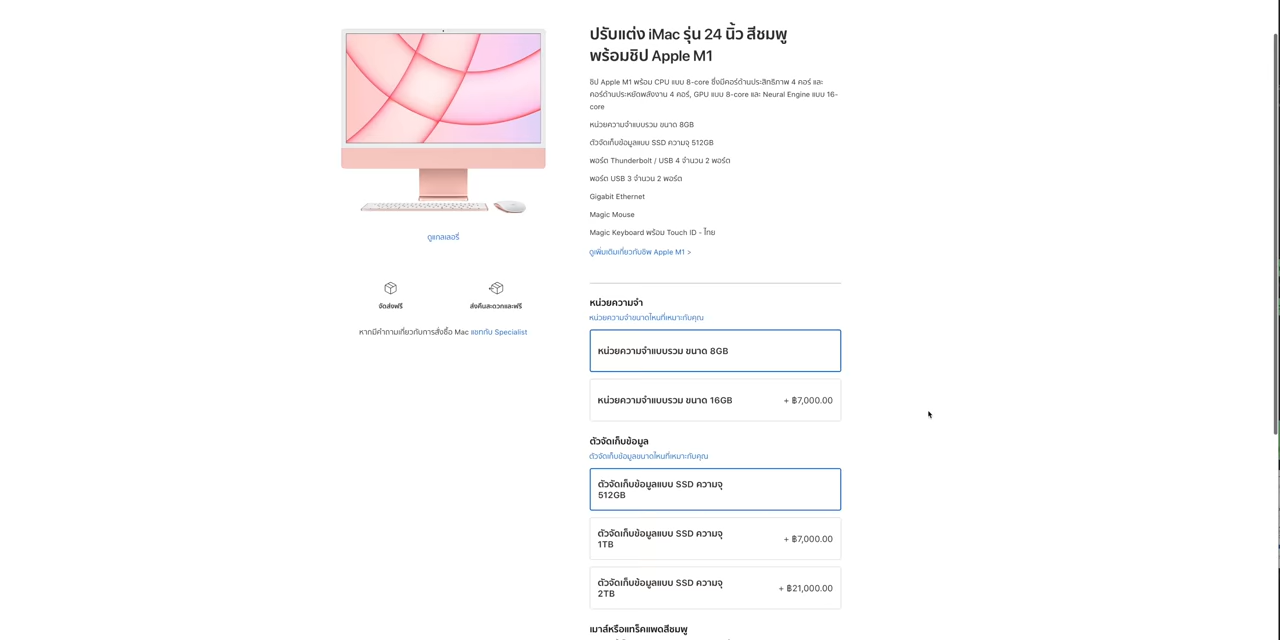 ปรับแต่ง iMac รุ่น 24 นิ้ว สีชมพู
พร้อมชิป Apple M1
ชิป Apple M1 พร้อม CPU แบบ 8-core ซึ่งมีคอร์ด้านประสิทธิภาพ 4 คอร์ และ
คอร์ด้านประหยัดพลังงาน 4 คอร์, GPU แบบ 8-core และ Neural Engine แบบ 16-
core
หน่วยความจำแบบรวม ขนาด 8GB
ตัวจัดเก็บข้อมูลแบบ SSD ความจุ 512GB
พอร์ต Thunderbolt / USB 4 จำนวน 2 พอร์ต
พอร์ต USB 3 จำนวน 2 พอร์ต
Gigabit Ethernet
Magic Mouse
Magic Keyboard พร้อม Touch ID - ไทย
ดูเพิ่มเติมเกี่ยวกับชิพ Apple M1 >
ดูแกลเลอรี่
จัดส่งฟรี
ส่งคืนสะดวกและฟรี
หากมีคำถามเกี่ยวกับการสั่งซื้อ Mac แชทกับ Specialist
หน่วยความจำ
หน่วยความจำขนาดไหนที่เหมาะกับคุณ
หน่วยความจำแบบรวม ขนาด 8GB
หน่วยความจำแบบรวม ขนาด 16GB + ฿7,000.00
ตัวจัดเก็บข้อมูล
ตัวจัดเก็บข้อมูลขนาดไหนที่เหมาะกับคุณ
ตัวจัดเก็บข้อมูลแบบ SSD ความจุ
512GB
ตัวจัดเก็บข้อมูลแบบ SSD ความจุ
1TB
+ ฿7,000.00
ตัวจัดเก็บข้อมูลแบบ SSD ความจุ
2TB
+ ฿21,000.00
เมาส์หรือแทร็คแพดสีชมพู